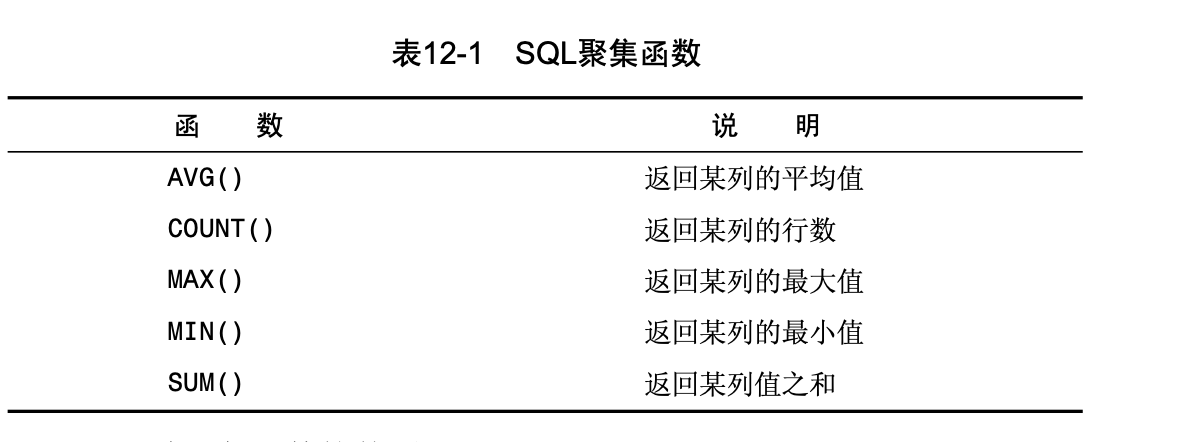 表12-1 SQL聚集函数
函 数 说 明
AVG() 返回某列的平均值
COUNT() 返回某列的行数
MAX() 返回某列的最大值
MIN() 返回某列的最小值
SUM() 返回某列值之和